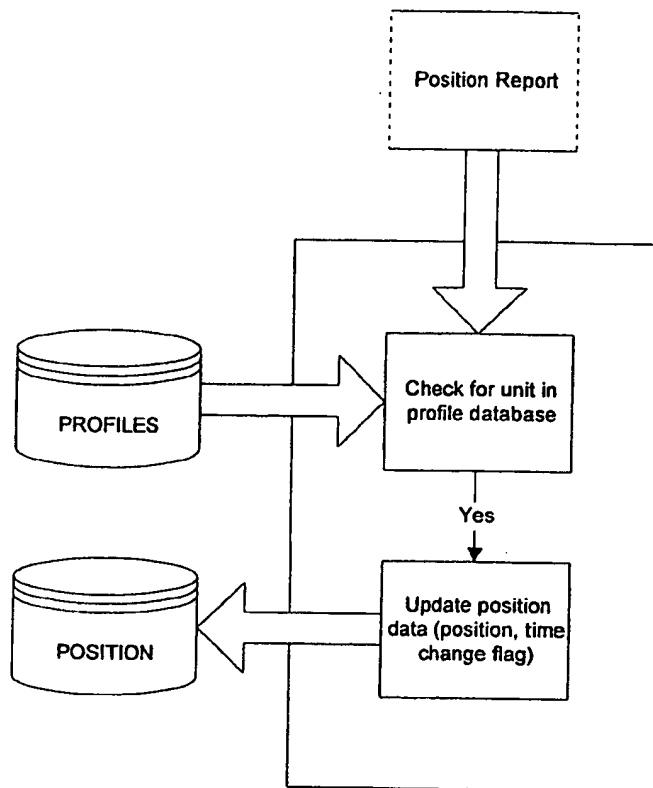 Position Report
Check for unit in
profile database
PROFILES
Yes
Update position
data (position, time
change flag)
POSITION